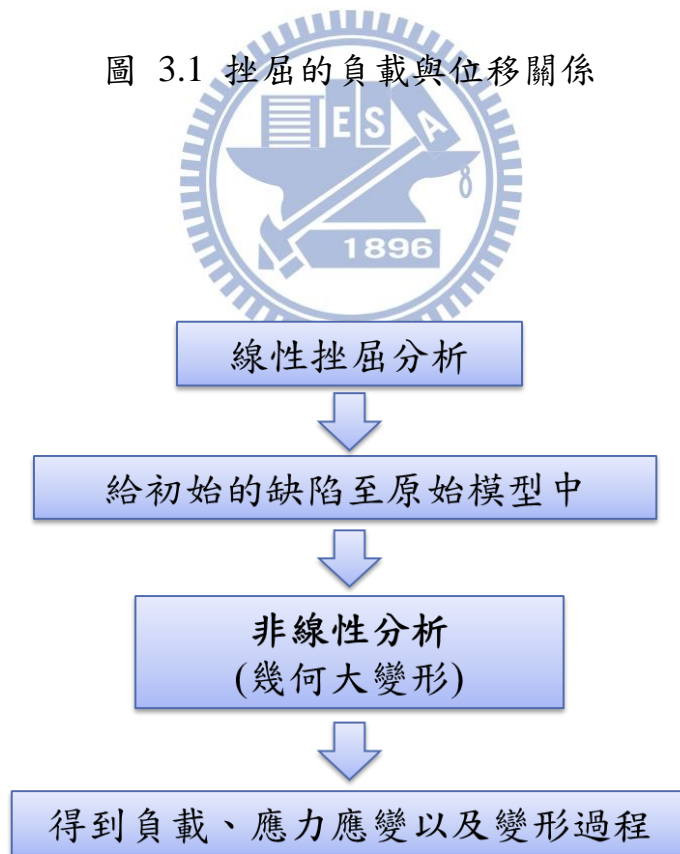 圖 3.1 挫屈的負載與位移關係
ESA
1896
線性挫屈分析
給初始的缺陷至原始模型中
非線性分析
(幾何大變形)
得到負載、應力應變以及變形過程